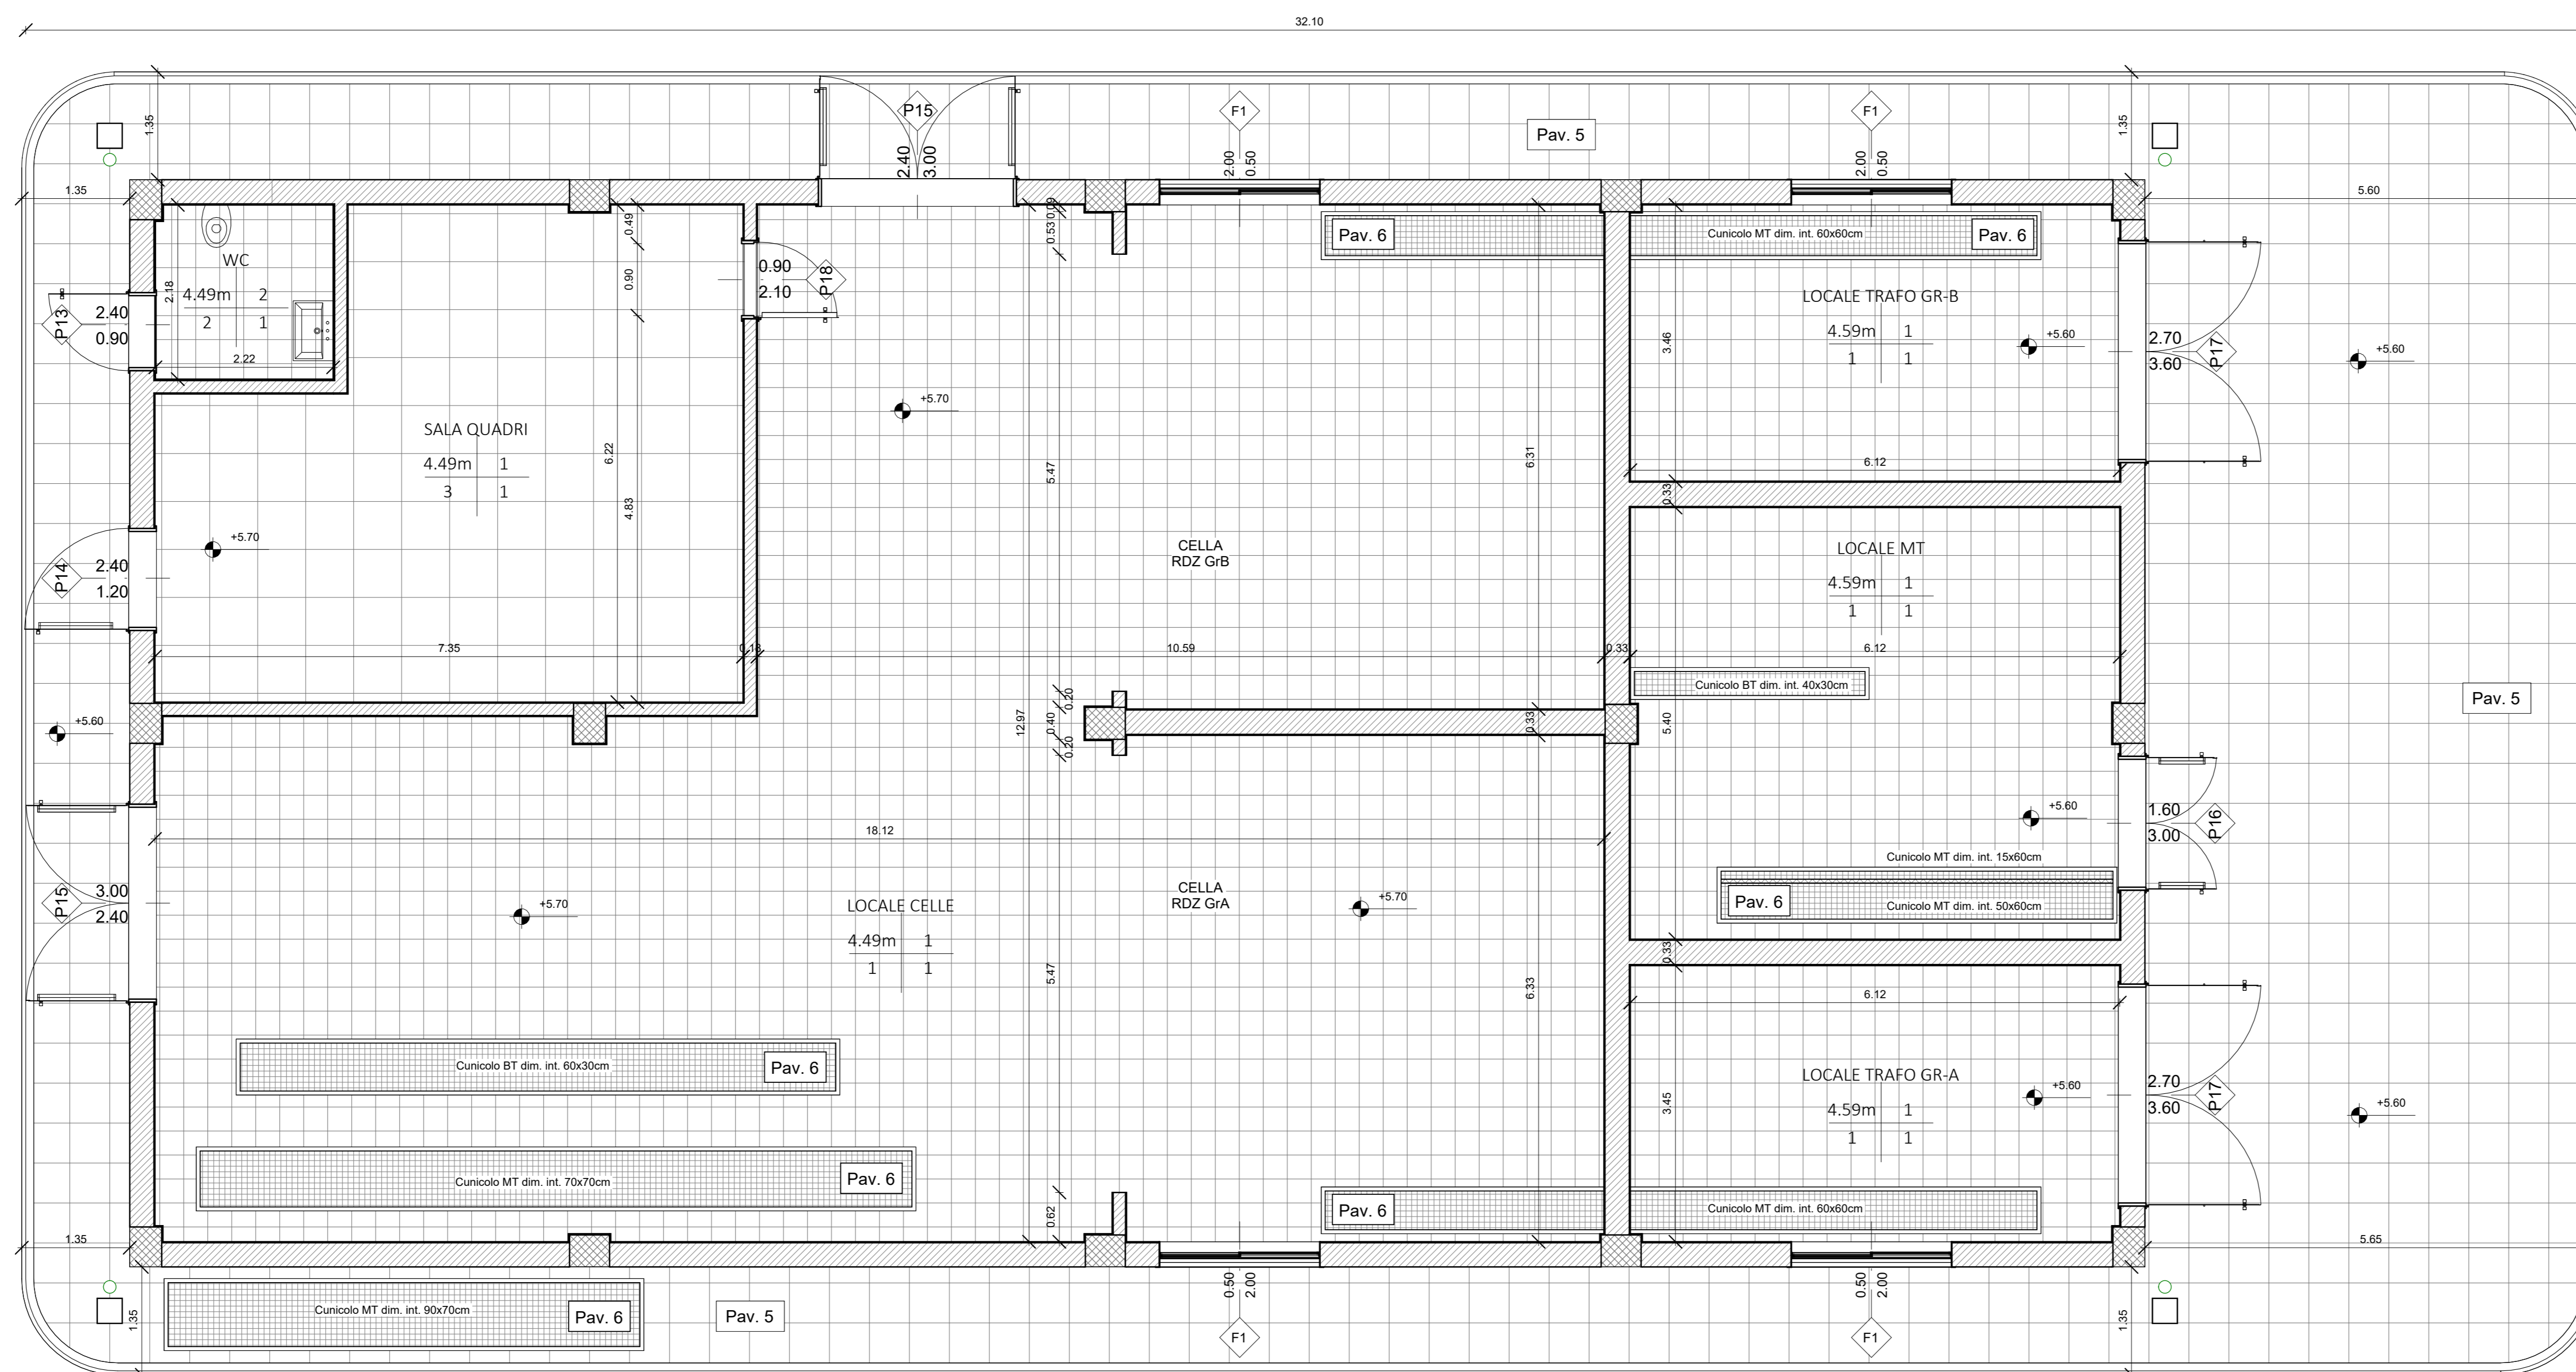 32.10
P15
2.40
3.00
F1
2.00
0.50
Pav. 5
F1
2.00
0.50
1.35
1.35
1.35
5.60
WC
4.49m 2
2 1
2.18
2.22
P13
2.40
0.90
0.49
0.90
6.22
4.83
0.90
2.10
P18
0.09
0.53
Pav. 6
Cunicolo MT dim. int. 60x60cm
Pav. 6
LOCALE TRAFO GR-B
4.59m 1
1 1
+5.60
3.46
6.12
2.70
3.60
P17
+5.60
SALA QUADRI
4.49m 1
3 1
+5.70
+5.70
5.47
6.31
0.33
P14
2.40
1.20
CELLA
RDZ GrB
LOCALE MT
4.59m 1
1 1
7.35
0.18
10.59
0.33
6.12
Cunicolo BT dim. int. 40x30cm
Pav. 5
+5.60
12.97
0.20
0.40
0.20
0.33
5.40
18.12
+5.60
1.60
3.00
P16
P15
3.00
2.40
LOCALE CELLE
4.49m 1
1 1
+5.70
CELLA
RDZ GrA
+5.70
Cunicolo MT dim. int. 15x60cm
Pav. 6
Cunicolo MT dim. int. 50x60cm
0.33
5.47
6.33
6.12
LOCALE TRAFO GR-A
4.59m 1
1 1
+5.60
3.45
2.70
3.60
P17
+5.60
Cunicolo BT dim. int. 60x30cm
Pav. 6
Cunicolo MT dim. int. 70x70cm
Pav. 6
0.62
Pav. 6
Cunicolo MT dim. int. 60x60cm
1.35
5.65
1.35
Cunicolo MT dim. int. 90x70cm
Pav. 6
Pav. 5
0.50
2.00
F1
0.50
2.00
F1
1.35